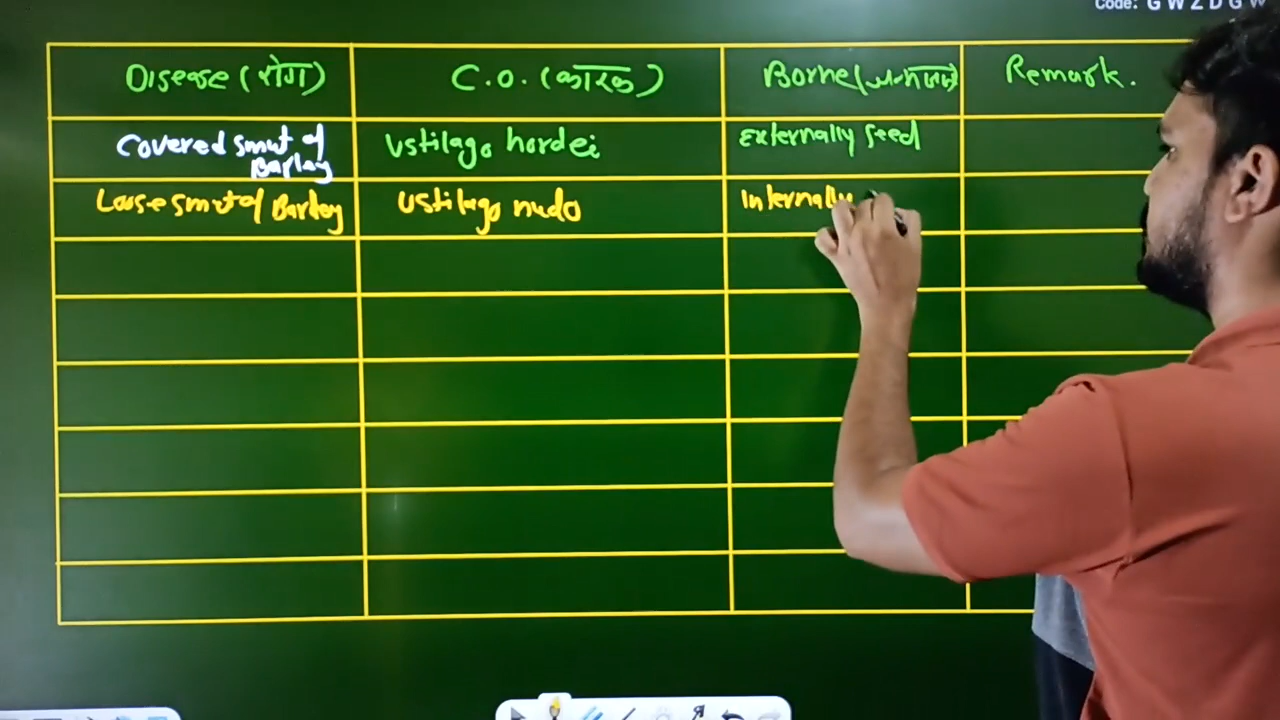 Code: G W Z D G W
Disease (रोग)
C.O. (कारक)
Borne
Remark.
Covered smut of Barley
Ustilago hordei
Externally seed
Loose smut of Barley
Ustilago nuda
Internally